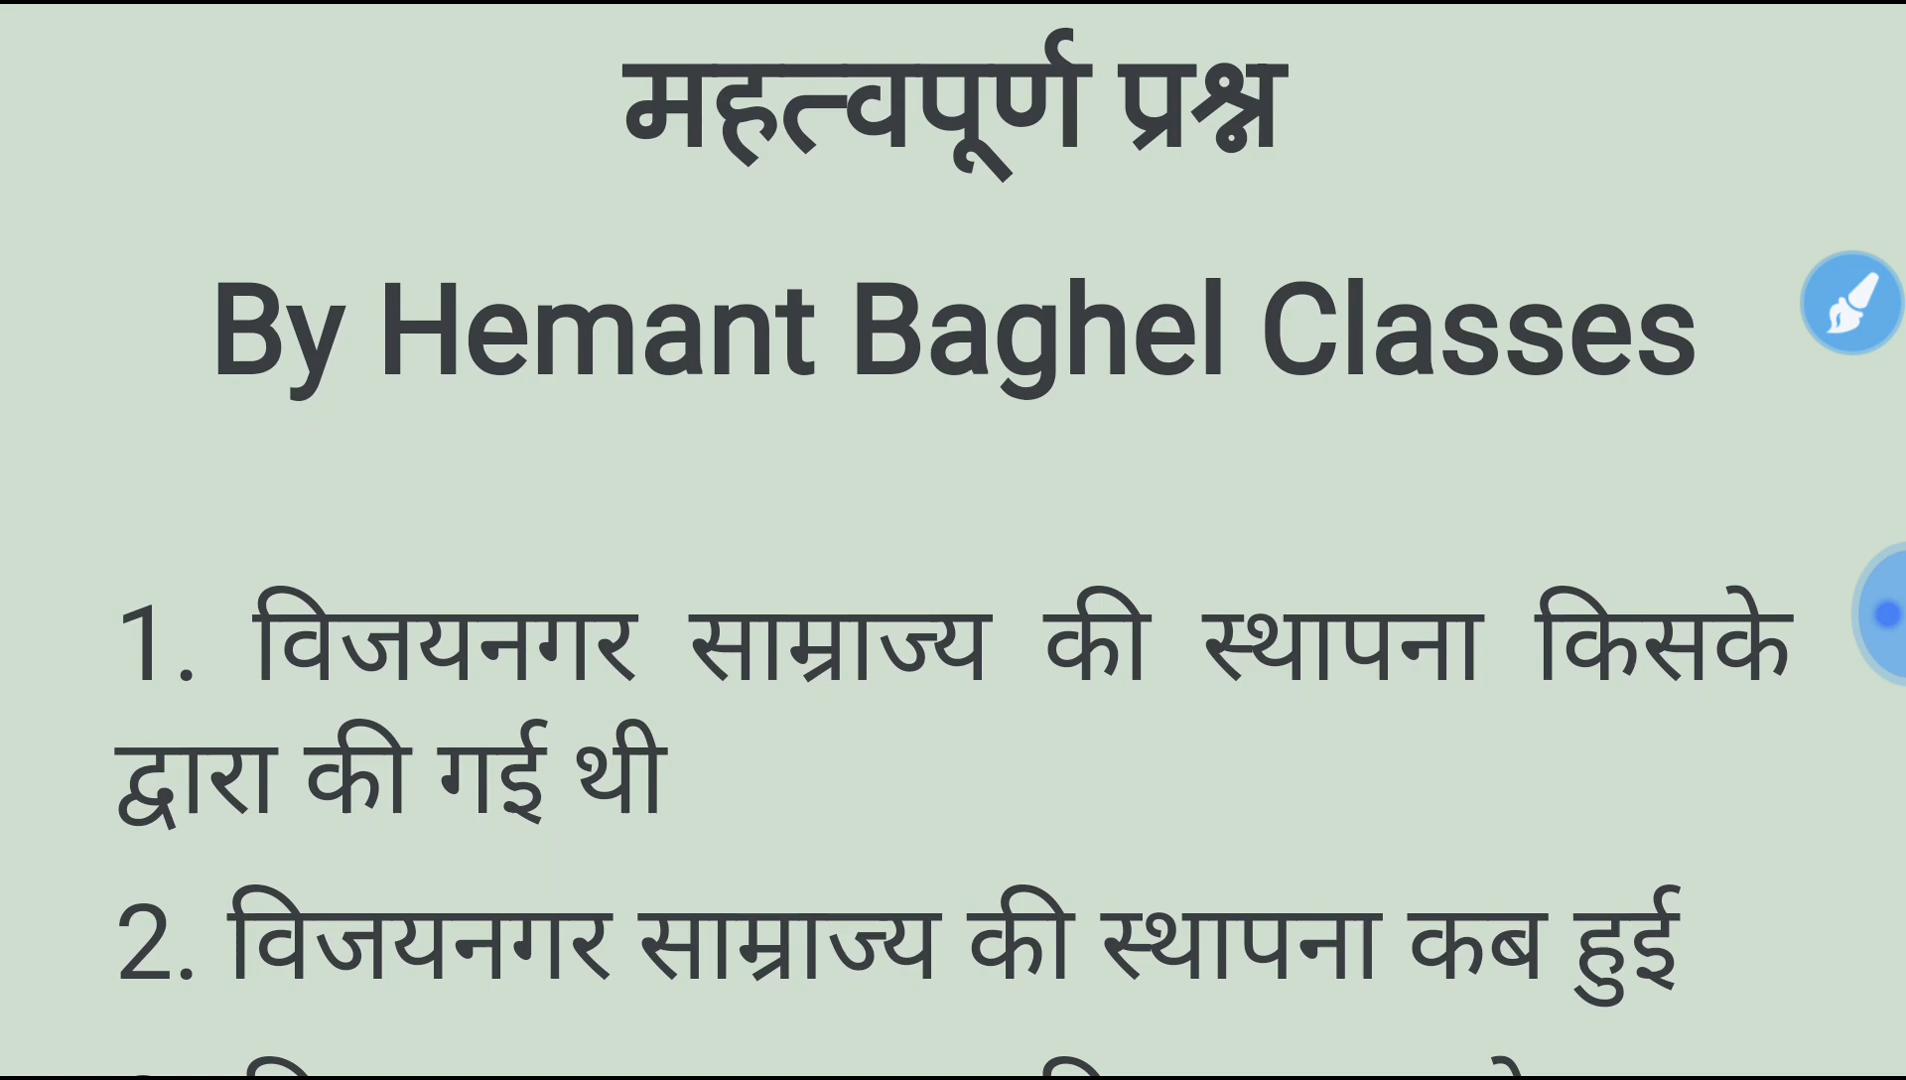 महत्वपूर्ण प्रश्न
By Hemant Baghel Classes
1. विजयनगर साम्राज्य की स्थापना किसके
द्वारा की गई थी
2. विजयनगर साम्राज्य की स्थापना कब हुई